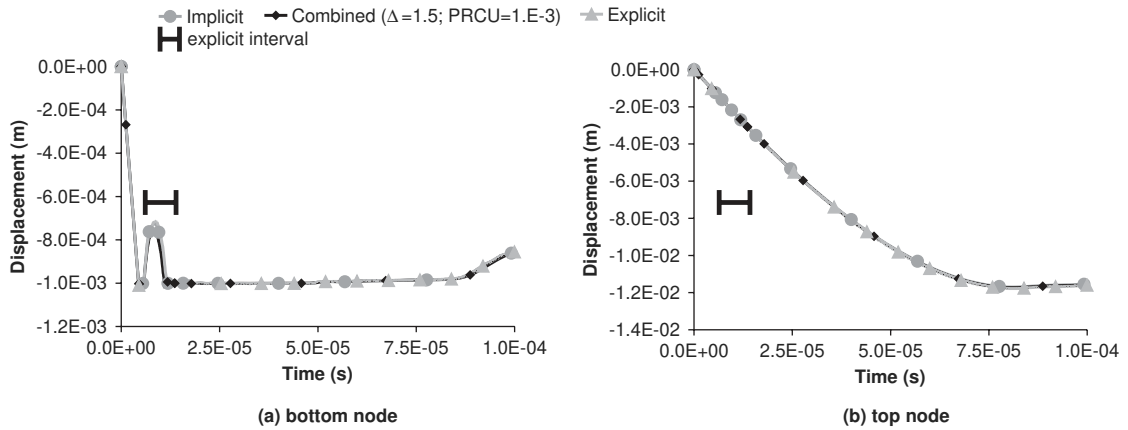 Implicit Combined (Δ=1.5; PRCU=1.E-3) Explicit
explicit interval
0.0E+00
-2.0E-04
-4.0E-04
-6.0E-04
-8.0E-04
-1.0E-03
-1.2E-03
Displacement (m)
0.0E+00 2.5E-05 5.0E-05 7.5E-05 1.0E-04
Time (s)
(a) bottom node
0.0E+00
-2.0E-03
-4.0E-03
-6.0E-03
-8.0E-03
-1.0E-02
-1.2E-02
-1.4E-02
Displacement (m)
0.0E+00 2.5E-05 5.0E-05 7.5E-05 1.0E-04
Time (s)
(b) top node